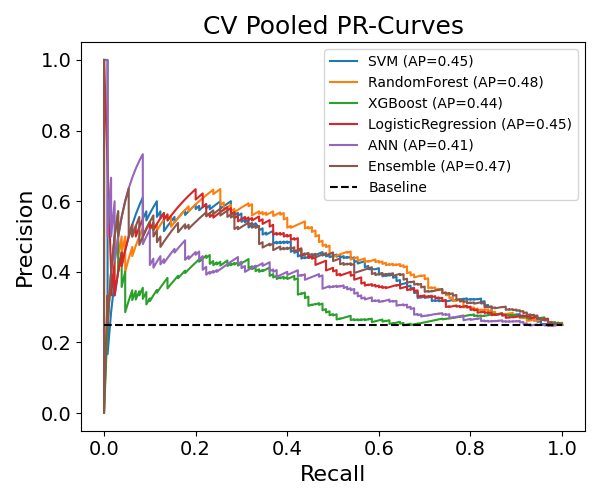 CV Pooled PR-Curves
SVM (AP=0.45)
RandomForest (AP=0.48)
XGBoost (AP=0.44)
LogisticRegression (AP=0.45)
ANN (AP=0.41)
Ensemble (AP=0.47)
Baseline
Precision
1.0
0.8
0.6
0.4
0.2
0.0
0.0 0.2 0.4 0.6 0.8 1.0
Recall